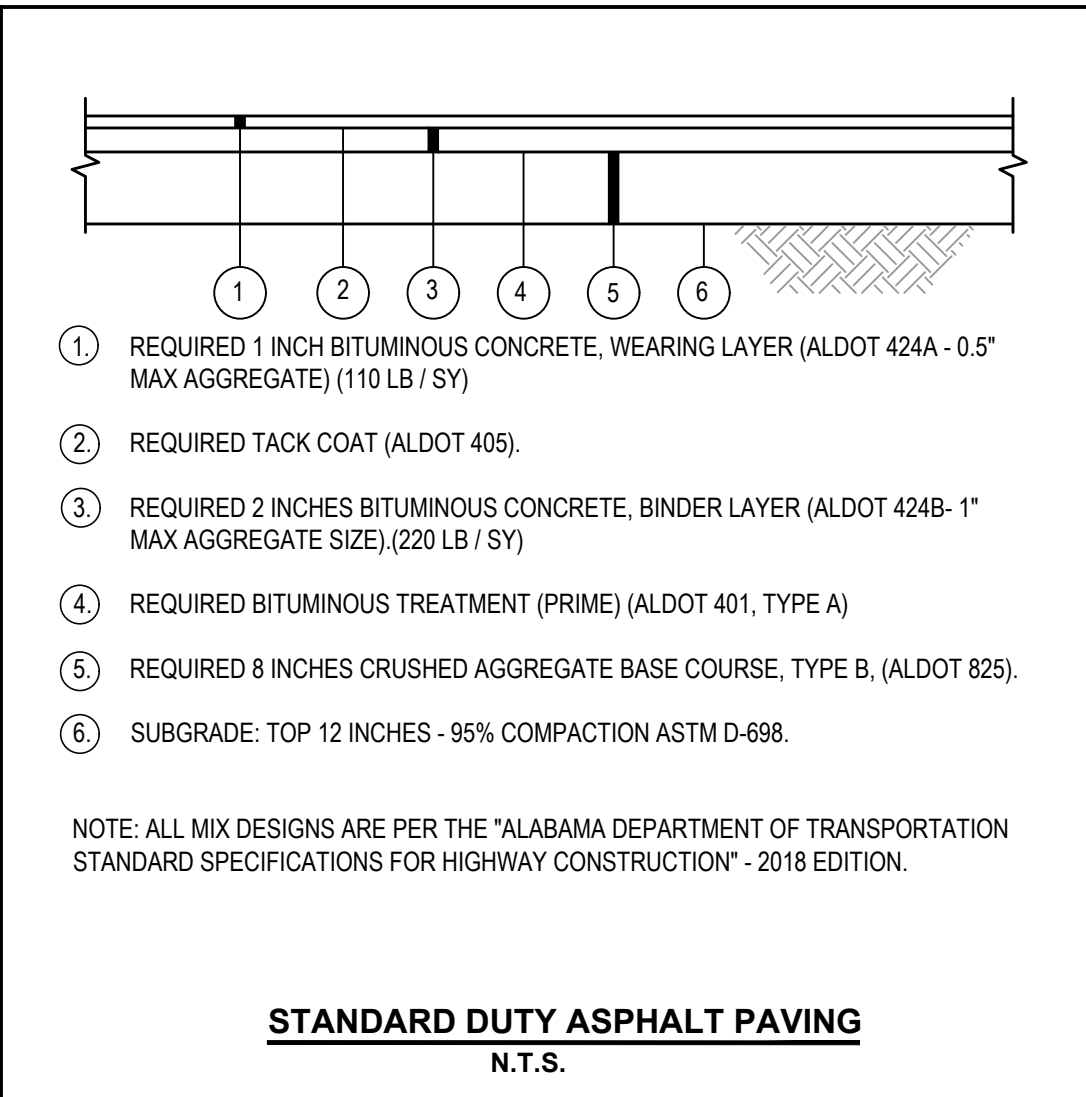 1 2 3 4 5 6
1. REQUIRED 1 INCH BITUMINOUS CONCRETE, WEARING LAYER (ALDOT 424A - 0.5"
MAX AGGREGATE) (110 LB / SY)
2. REQUIRED TACK COAT (ALDOT 405).
3. REQUIRED 2 INCHES BITUMINOUS CONCRETE, BINDER LAYER (ALDOT 424B- 1"
MAX AGGREGATE SIZE).(220 LB / SY)
4. REQUIRED BITUMINOUS TREATMENT (PRIME) (ALDOT 401, TYPE A)
5. REQUIRED 8 INCHES CRUSHED AGGREGATE BASE COURSE, TYPE B, (ALDOT 825).
6. SUBGRADE: TOP 12 INCHES - 95% COMPACTION ASTM D-698.
NOTE: ALL MIX DESIGNS ARE PER THE "ALABAMA DEPARTMENT OF TRANSPORTATION
STANDARD SPECIFICATIONS FOR HIGHWAY CONSTRUCTION" - 2018 EDITION.
STANDARD DUTY ASPHALT PAVING
N.T.S.